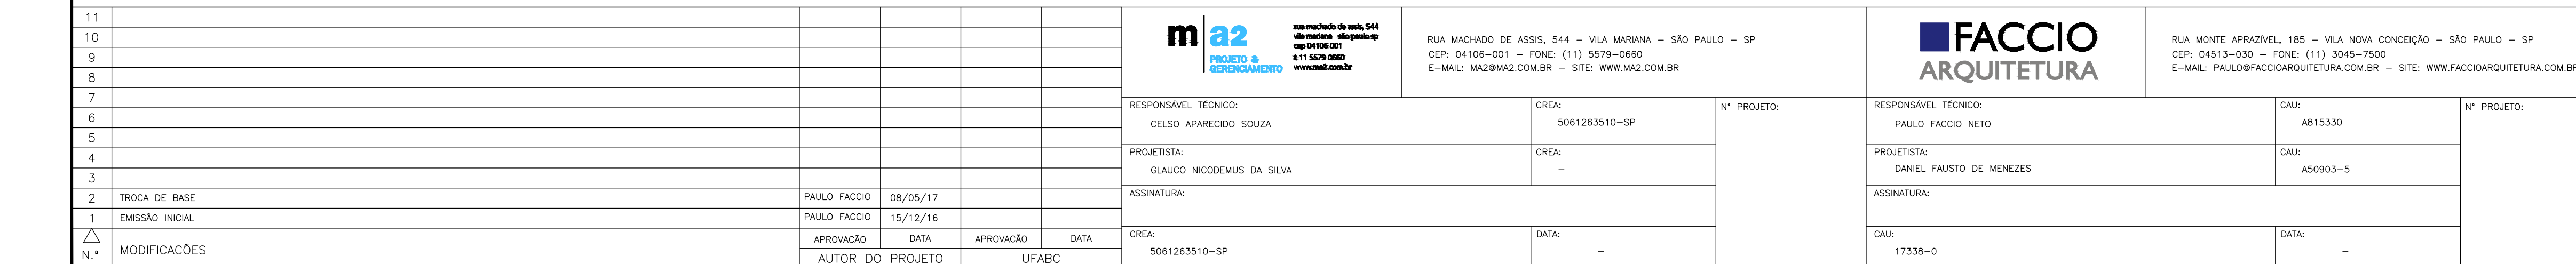 11
10
9
8
7
6
5
4
3
2 TROCA DE BASE PAULO FACCIO 08/05/17
1 EMISSÃO INICIAL PAULO FACCIO 15/12/16
N.º MODIFICACÕES
APROVACÃO DATA APROVACÃO DATA
AUTOR DO PROJETO UFABC
ma2
PROJETO &
GERENCIAMENTO
rua machado de assis, 544
vila mariana são paulo sp
cep 04106-001
t: 11 5579 0660
www.ma2.com.br
RUA MACHADO DE ASSIS, 544 – VILA MARIANA – SÃO PAULO – SP
CEP: 04106–001 – FONE: (11) 5579–0660
E–MAIL: MA2@MA2.COM.BR – SITE: WWW.MA2.COM.BR
RESPONSÁVEL TÉCNICO: CREA: Nº PROJETO:
CELSO APARECIDO SOUZA 5061263510–SP
PROJETISTA: CREA:
GLAUCO NICODEMUS DA SILVA –
ASSINATURA:
CREA: DATA:
5061263510–SP –
FACCIO
ARQUITETURA
RUA MONTE APRAZÍVEL, 185 – VILA NOVA CONCEIÇÃO – SÃO PAULO – SP
CEP: 04513–030 – FONE: (11) 3045–7500
E–MAIL: PAULO@FACCIOARQUITETURA.COM.BR – SITE: WWW.FACCIOARQUITETURA.COM.BR
RESPONSÁVEL TÉCNICO: CAU: Nº PROJETO:
PAULO FACCIO NETO A815330
PROJETISTA: CAU:
DANIEL FAUSTO DE MENEZES A50903–5
ASSINATURA:
CAU: DATA:
17338–0 –